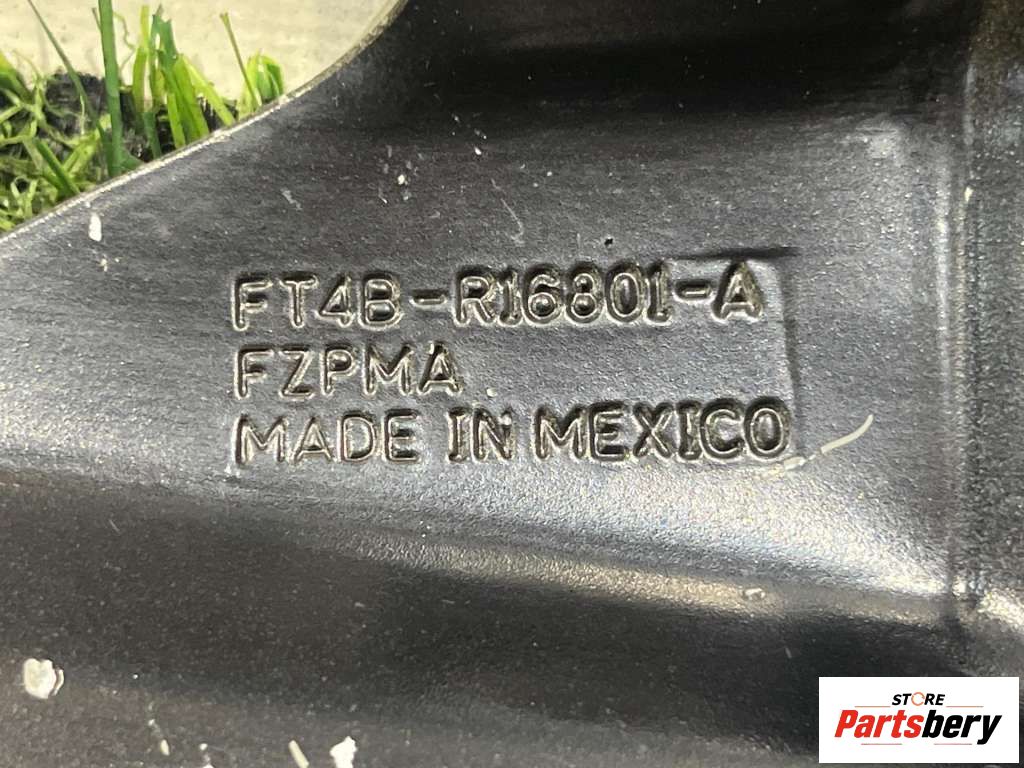 FT4B-R16801-A
FZPMA
MADE IN MEXICO
STORE
Partsbery